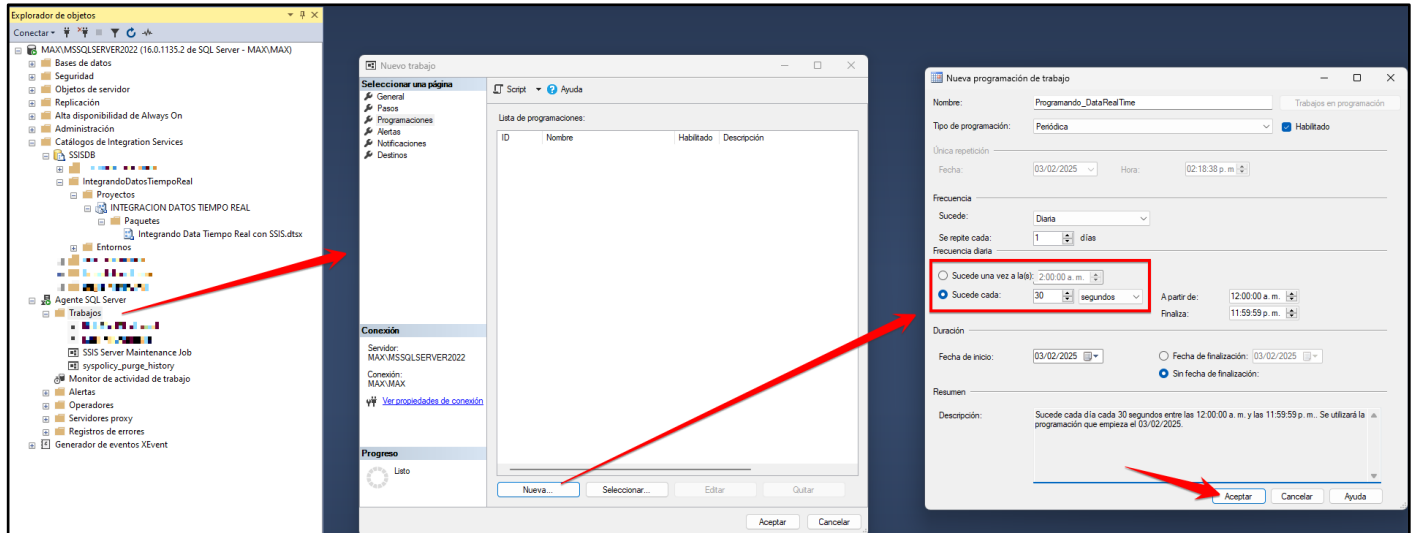 Explorador de objetos
Conectar
MAX\MSSQLSERVER2022 (16.0.1135.2 de SQL Server - MAX\MAX)
Bases de datos
Seguridad
Objetos de servidor
Replicación
Alta disponibilidad de Always On
Administración
Catálogos de Integration Services
SSISDB
IntegrandoDatosTiempoReal
Proyectos
INTEGRACION DATOS TIEMPO REAL
Paquetes
Integrando Data Tiempo Real con SSIS.dtsx
Entornos
Agente SQL Server
Trabajos
SSIS Server Maintenance Job
syspolicy_purge_history
Monitor de actividad de trabajo
Alertas
Operadores
Servidores proxy
Registros de errores
Generador de eventos XEvent
Nuevo trabajo
Seleccionar una página
General
Pasos
Programaciones
Alertas
Notificaciones
Destinos
Conexión
Servidor:
MAX\MSSQLSERVER2022
Conexión:
MAX\MAX
Ver propiedades de conexión
Progreso
Listo
Script Ayuda
Lista de programaciones:
ID Nombre Habilitado Descripción
Nueva... Seleccionar... Editar Quitar
Aceptar Cancelar
Nueva programación de trabajo
Nombre: Programando_DataRealTime Trabajos en programación
Tipo de programación: Periódica Habilitado
Única repetición
Fecha: 03/02/2025 Hora: 02:18:38 p. m.
Frecuencia
Sucede: Diaria
Se repite cada: 1 días
Frecuencia diaria
Sucede una vez a la(s): 2:00:00 a. m.
Sucede cada: 30 segundos A partir de: 12:00:00 a. m.
Finaliza: 11:59:59 p. m.
Duración
Fecha de inicio: 03/02/2025 Fecha de finalización: 03/02/2025
Sin fecha de finalización:
Resumen
Descripción: Sucede cada día cada 30 segundos entre las 12:00:00 a. m. y las 11:59:59 p. m.. Se utilizará la
programación que empieza el 03/02/2025.
Aceptar Cancelar Ayuda